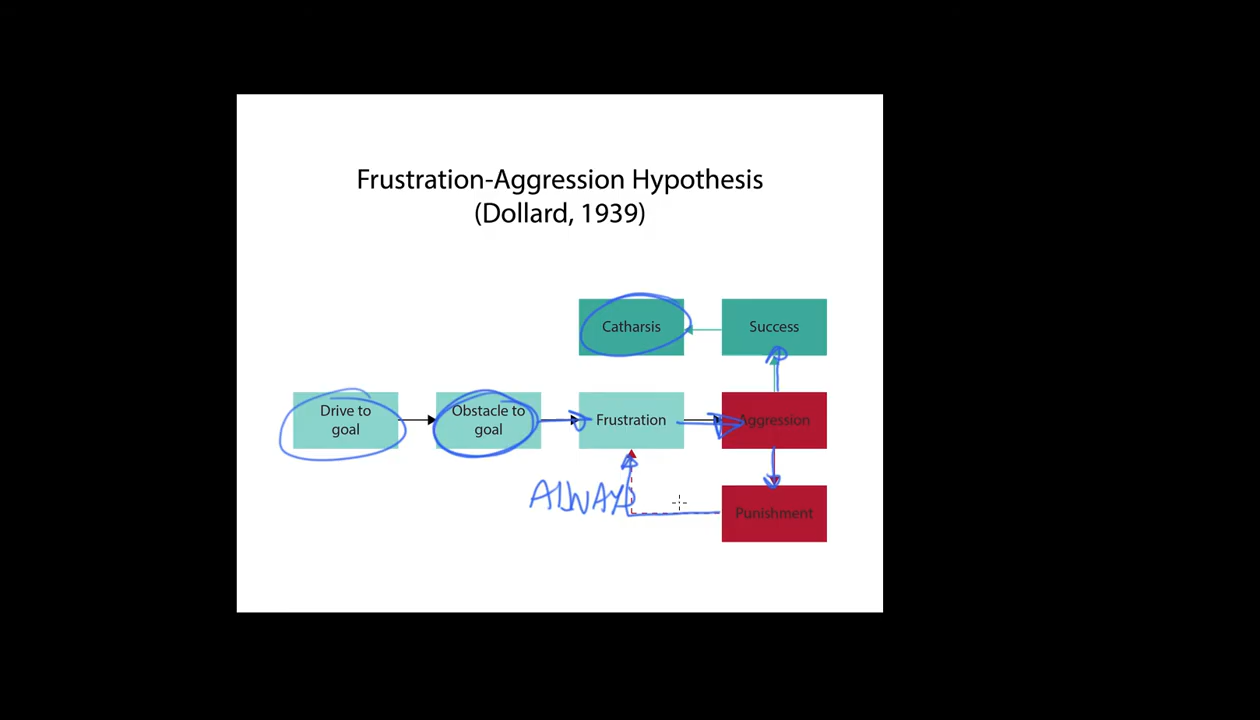 Frustration-Aggression Hypothesis
(Dollard, 1939)
Catharsis
Success
Drive to
goal
Obstacle to
goal
Frustration
Aggression
ALWAYS
Punishment